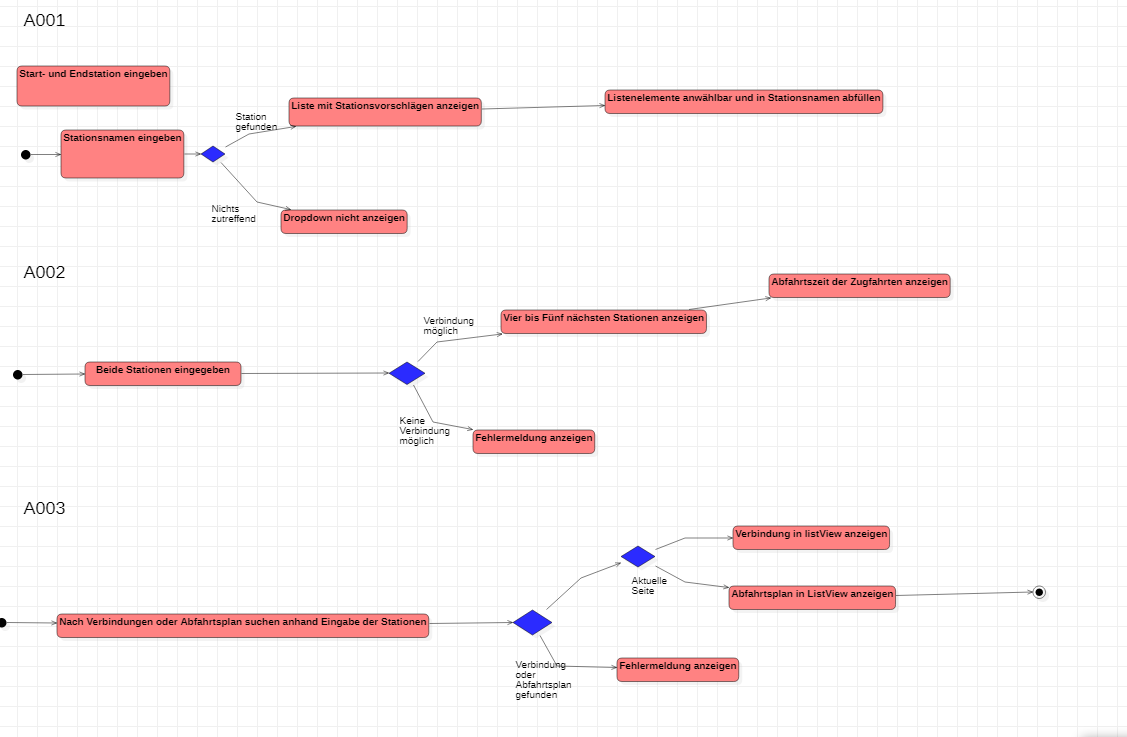 A001
Start- und Endstation eingeben
Stationsnamen eingeben
Station
gefunden
Liste mit Stationsvorschlägen anzeigen
Listenelemente anwählbar und in Stationsnamen abfüllen
Nichts
zutreffend
Dropdown nicht anzeigen
A002
Beide Stationen eingegeben
Verbindung
möglich
Vier bis Fünf nächsten Stationen anzeigen
Abfahrtszeit der Zugfahrten anzeigen
Keine
Verbindung
möglich
Fehlermeldung anzeigen
A003
Nach Verbindungen oder Abfahrtsplan suchen anhand Eingabe der Stationen
Verbindung in listView anzeigen
Aktuelle
Seite
Abfahrtsplan in ListView anzeigen
Verbindung
oder
Abfahrtsplan
gefunden
Fehlermeldung anzeigen